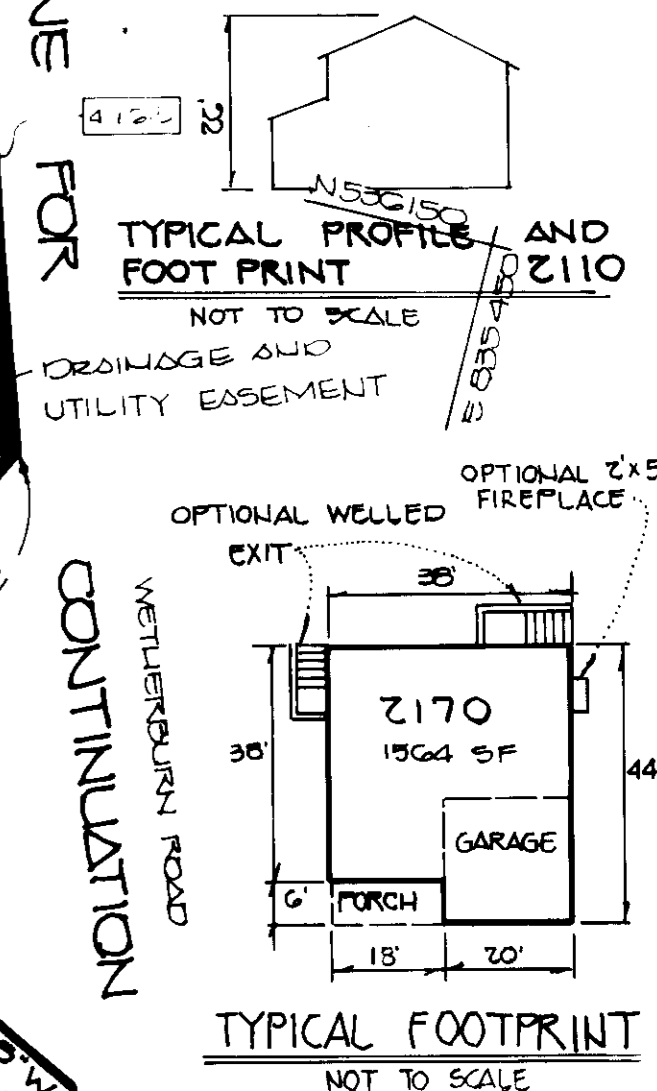 NE FOR
22'
N536150
TYPICAL PROFILE AND
FOOT PRINT 2110
NOT TO SCALE
E 835450
DRAINAGE AND
UTILITY EASEMENT
OPTIONAL 2'X5
FIREPLACE
OPTIONAL WELLED
EXIT
38'
CONTINUATION
WETHERBURN ROAD
2170
1564 SF
38'
44
GARAGE
6'
PORCH
18'
20'
TYPICAL FOOTPRINT
NOT TO SCALE